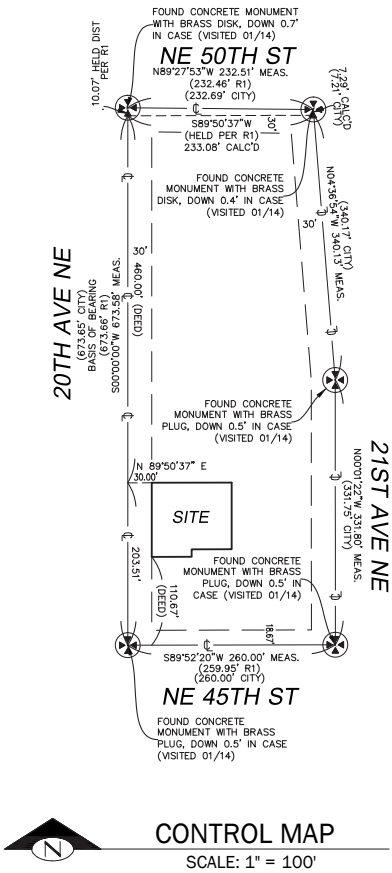 FOUND CONCRETE MONUMENT
WITH BRASS DISK, DOWN 0.7'
IN CASE (VISITED 01/14)
10.07' HELD DIST
PER R1
NE 50TH ST
N89°27'53"W 232.51' MEAS.
(232.46' R1)
(232.69' CITY)
7.29' CALC'D
(7.21' CITY)
℄
S89°50'37"W
(HELD PER R1)
233.08' CALC'D
30'
FOUND CONCRETE
MONUMENT WITH BRASS
DISK, DOWN 0.4' IN CASE
(VISITED 01/14)
(340.17' CITY)
N04°36'54"W 340.13' MEAS.
℄
℄
30'
℄
℄
℄
℄
30'
460.00' (DEED)
20TH AVE NE
(673.65' CITY)
BASIS OF BEARING
(673.66' R1)
S00°00'00"W 673.58' MEAS.
FOUND CONCRETE
MONUMENT WITH BRASS
PLUG, DOWN 0.5' IN CASE
(VISITED 01/14)
21ST AVE NE
N00°01'22"W 331.80' MEAS.
(331.75' CITY)
℄
℄
N 89°50'37" E
30.00'
SITE
203.51'
110.67'
(DEED)
FOUND CONCRETE
MONUMENT WITH BRASS
PLUG, DOWN 0.5' IN
CASE (VISITED 01/14)
18.67'
℄
S89°52'20"W 260.00' MEAS.
(259.95' R1)
(260.00' CITY)
NE 45TH ST
FOUND CONCRETE
MONUMENT WITH BRASS
PLUG, DOWN 0.5' IN CASE
(VISITED 01/14)
N
CONTROL MAP
SCALE: 1" = 100'